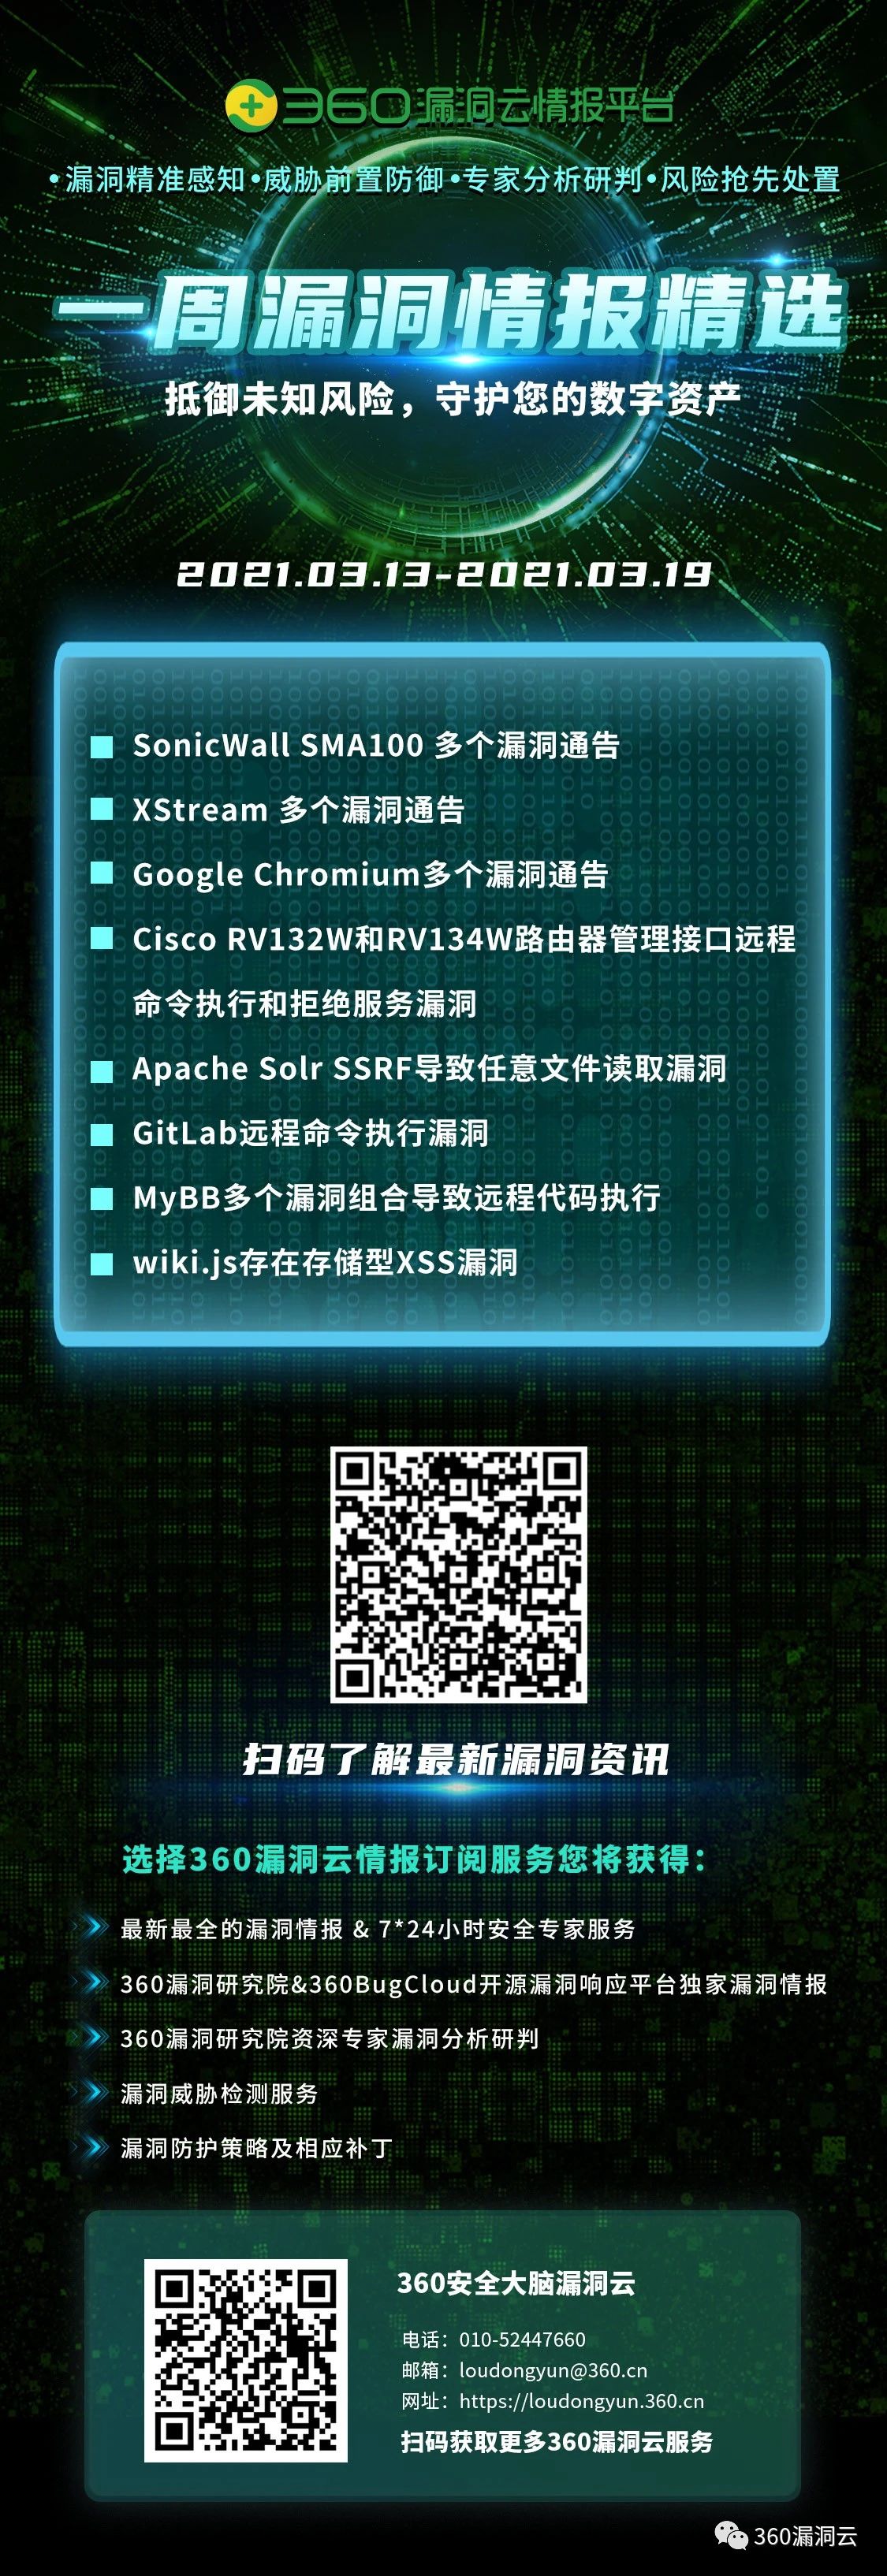 360漏洞云情报平台
•漏洞精准感知•威胁前置防御•专家分析研判•风险抢先处置
一周漏洞情报精选
抵御未知风险，守护您的数字资产
2021.03.13-2021.03.19
SonicWall SMA100 多个漏洞通告
XStream 多个漏洞通告
Google Chromium多个漏洞通告
Cisco RV132W和RV134W路由器管理接口远程
命令执行和拒绝服务漏洞
Apache Solr SSRF导致任意文件读取漏洞
GitLab远程命令执行漏洞
MyBB多个漏洞组合导致远程代码执行
wiki.js存在存储型XSS漏洞
扫码了解最新漏洞资讯
选择360漏洞云情报订阅服务您将获得：
最新最全的漏洞情报 & 7*24小时安全专家服务
360漏洞研究院&360BugCloud开源漏洞响应平台独家漏洞情报
360漏洞研究院资深专家漏洞分析研判
漏洞威胁检测服务
漏洞防护策略及相应补丁
360安全大脑漏洞云
电话：010-52447660
邮箱：loudongyun@360.cn
网址：https://loudongyun.360.cn
扫码获取更多360漏洞云服务
360漏洞云